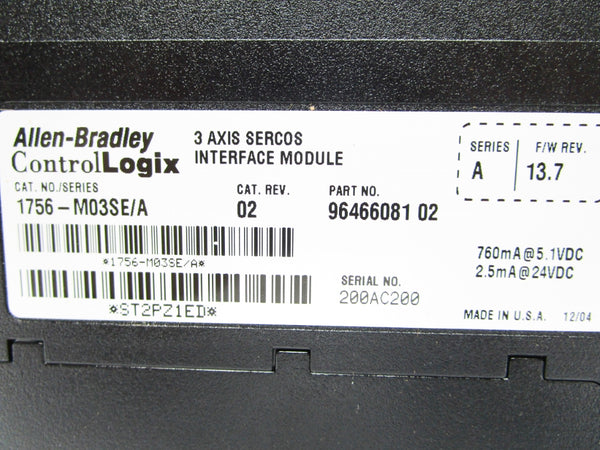 Allen-Bradley
ControlLogix
3 AXIS SERCOS
INTERFACE MODULE
SERIES F/W REV.
A 13.7
CAT. NO./SERIES CAT. REV. PART NO.
1756-M03SE/A 02 96466081 02
*1756-M03SE/A*
760mA@5.1VDC
2.5mA@24VDC
SERIAL NO.
200AC200
*ST2PZ1ED*
MADE IN U.S.A. 12/04